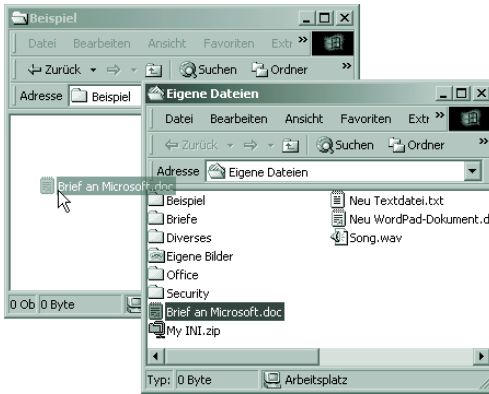 Beispiel
Datei Bearbeiten Ansicht Favoriten Extr »
Zurück Suchen Ordner »
Adresse Beispiel
Brief an Microsoft.doc
0 Ob 0 Byte
Eigene Dateien
Datei Bearbeiten Ansicht Favoriten Extr »
Zurück Suchen Ordner »
Adresse Eigene Dateien
Beispiel
Briefe
Diverses
Eigene Bilder
Office
Security
Brief an Microsoft.doc
My INI.zip
Neu Textdatei.txt
Neu WordPad-Dokument.d
Song.wav
Typ: 0 Byte Arbeitsplatz